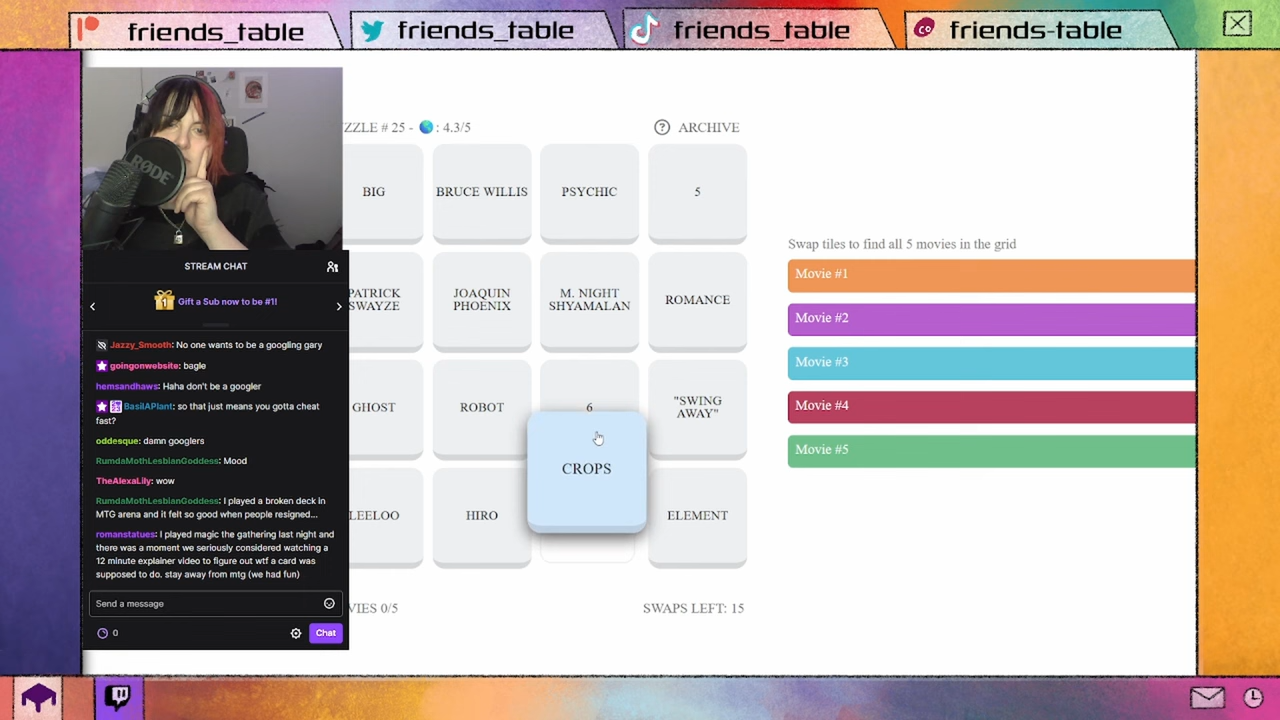 friends_table
friends_table
friends_table
friends-table
ZZLE # 25 - : 4.3/5
? ARCHIVE
BIG
BRUCE WILLIS
PSYCHIC
5
PATRICK
SWAYZE
JOAQUIN
PHOENIX
M. NIGHT
SHYAMALAN
ROMANCE
GHOST
ROBOT
6
"SWING
AWAY"
CROPS
LEELOO
HIRO
ELEMENT
VIES 0/5
SWAPS LEFT: 15
Swap tiles to find all 5 movies in the grid
Movie #1
Movie #2
Movie #3
Movie #4
Movie #5
RØDE
STREAM CHAT
1 Gift a Sub now to be #1!
Jazzy_Smooth: No one wants to be a googling gary
goingonwebsite: bagle
hemsandhaws: Haha don't be a googler
BasilAPlant: so that just means you gotta cheat
fast?
oddesque: damn googlers
RumdaMothLesbianGoddess: Mood
TheAlexaLily: wow
RumdaMothLesbianGoddess: I played a broken deck in
MTG arena and it felt so good when people resigned...
romanstatues: I played magic the gathering last night and
there was a moment we seriously considered watching a
12 minute explainer video to figure out wtf a card was
supposed to do. stay away from mtg (we had fun)
Send a message
0
Chat